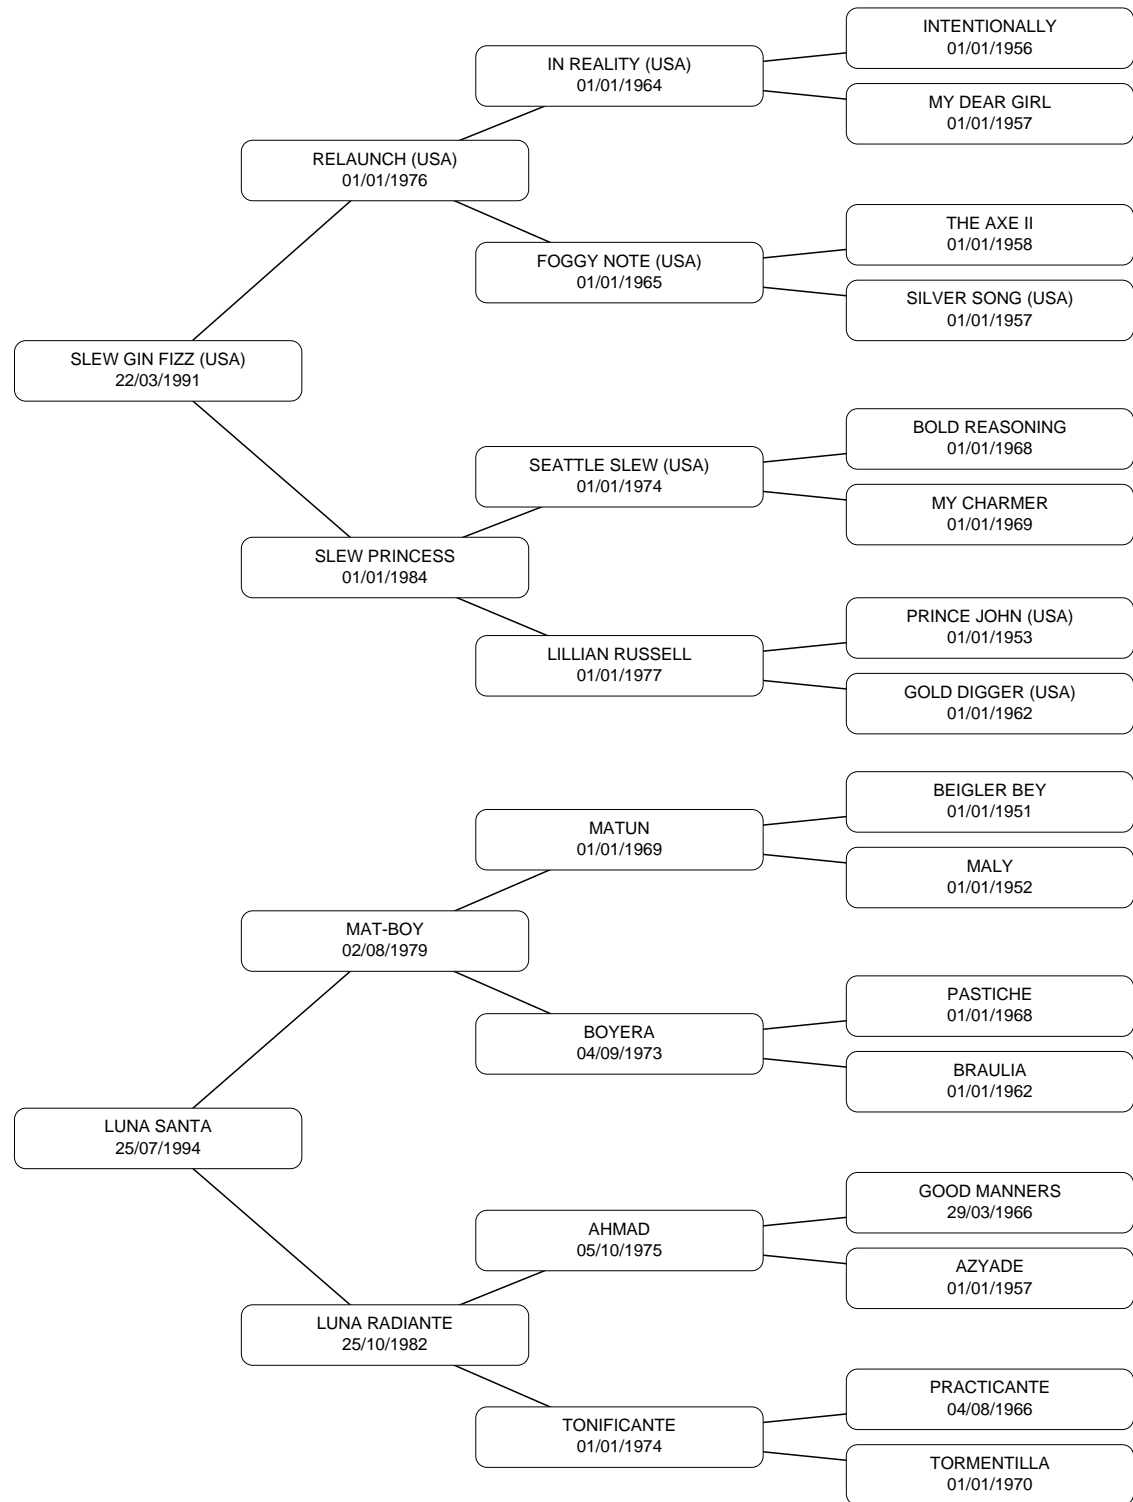 INTENTIONALLY
01/01/1956
IN REALITY (USA)
01/01/1964
MY DEAR GIRL
01/01/1957
RELAUNCH (USA)
01/01/1976
THE AXE II
01/01/1958
FOGGY NOTE (USA)
01/01/1965
SILVER SONG (USA)
01/01/1957
SLEW GIN FIZZ (USA)
22/03/1991
BOLD REASONING
01/01/1968
SEATTLE SLEW (USA)
01/01/1974
MY CHARMER
01/01/1969
SLEW PRINCESS
01/01/1984
PRINCE JOHN (USA)
01/01/1953
LILLIAN RUSSELL
01/01/1977
GOLD DIGGER (USA)
01/01/1962
BEIGLER BEY
01/01/1951
MATUN
01/01/1969
MALY
01/01/1952
MAT-BOY
02/08/1979
PASTICHE
01/01/1968
BOYERA
04/09/1973
BRAULIA
01/01/1962
LUNA SANTA
25/07/1994
GOOD MANNERS
29/03/1966
AHMAD
05/10/1975
AZYADE
01/01/1957
LUNA RADIANTE
25/10/1982
PRACTICANTE
04/08/1966
TONIFICANTE
01/01/1974
TORMENTILLA
01/01/1970